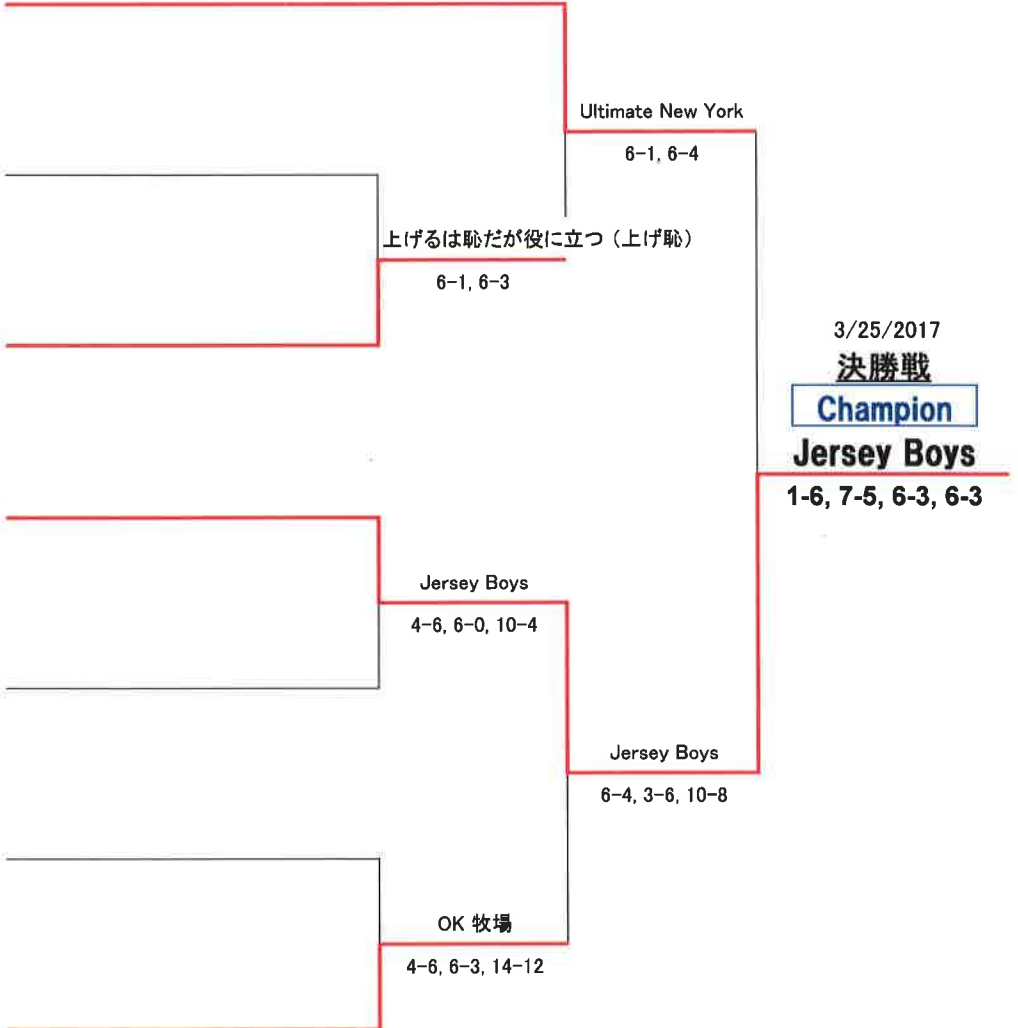 Ultimate New York
6-1, 6-4
上げるは恥だが役に立つ（上げ恥）
6-1, 6-3
3/25/2017
決勝戦
Champion
Jersey Boys
1-6, 7-5, 6-3, 6-3
Jersey Boys
4-6, 6-0, 10-4
Jersey Boys
6-4, 3-6, 10-8
OK 牧場
4-6, 6-3, 14-12